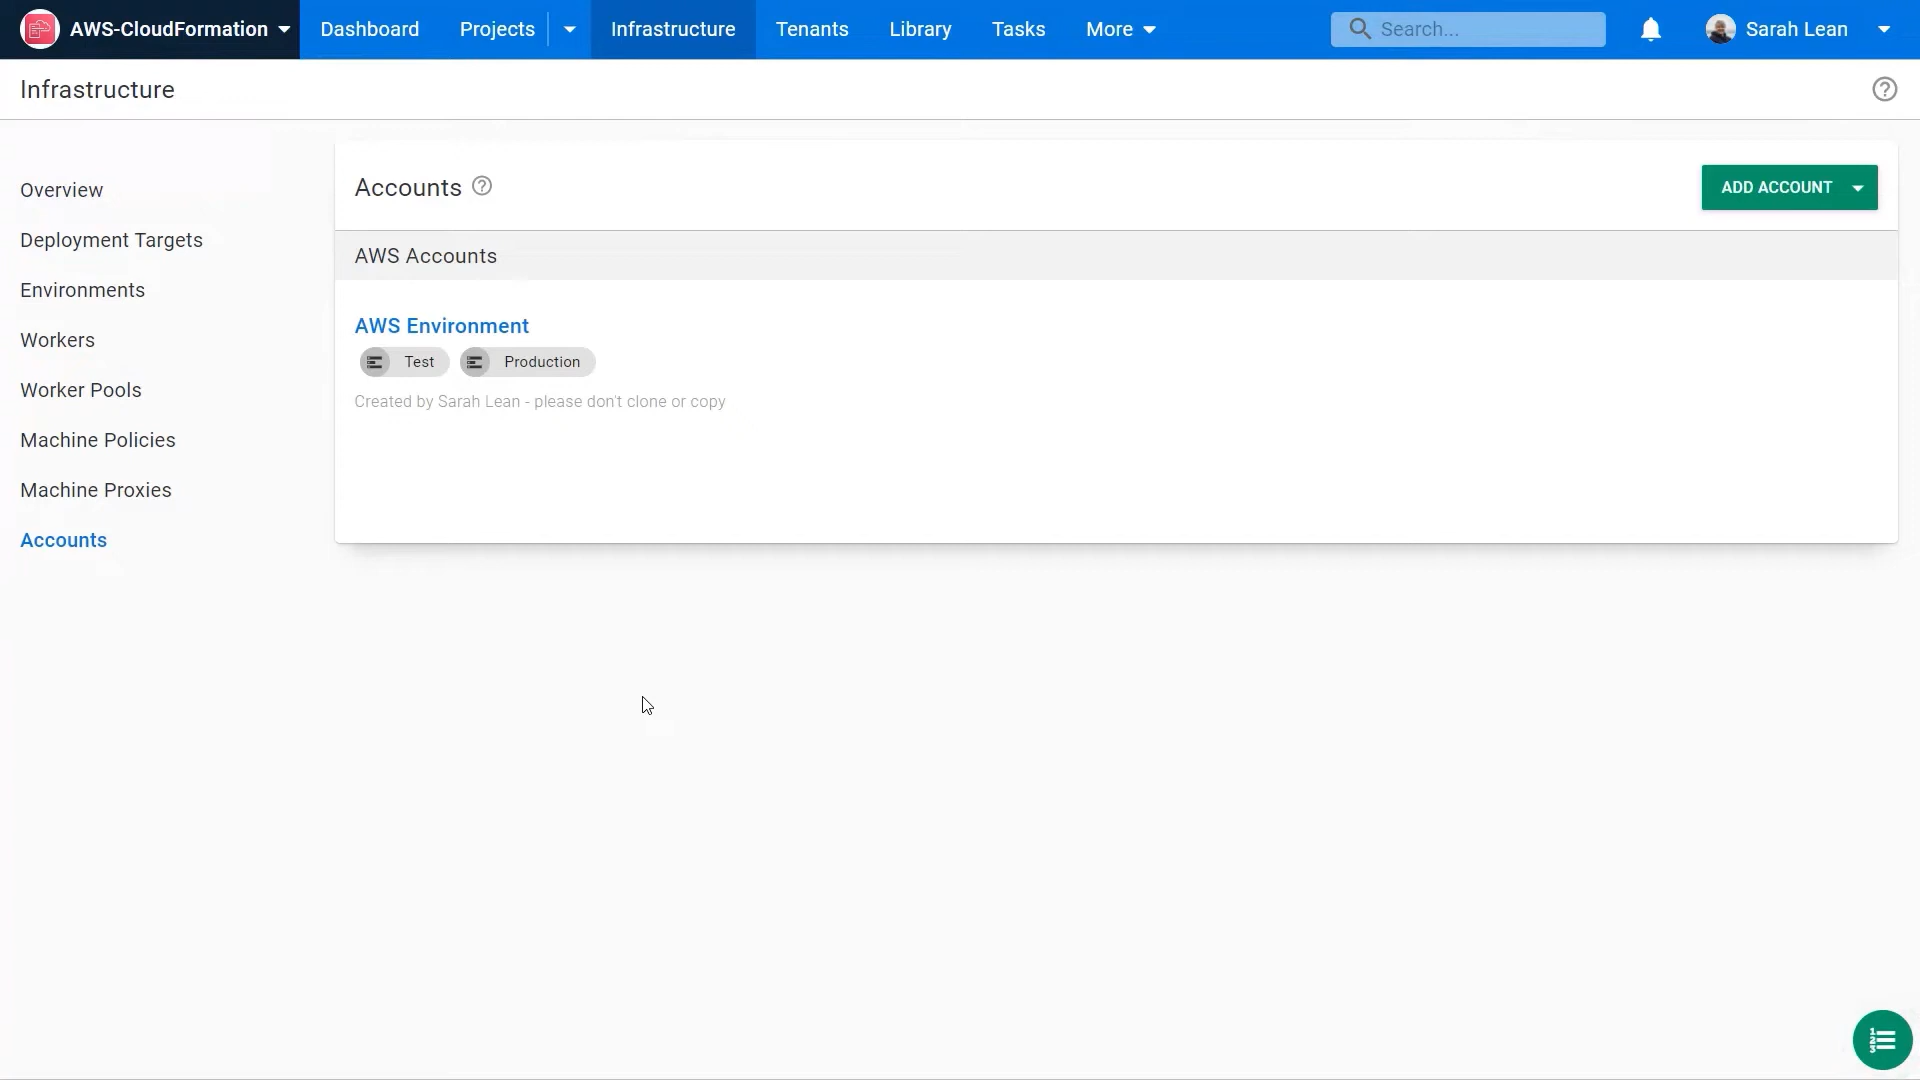 AWS-CloudFormation Dashboard Projects Infrastructure Tenants Library Tasks More Search... Sarah Lean
Infrastructure
Overview
Deployment Targets
Environments
Workers
Worker Pools
Machine Policies
Machine Proxies
Accounts
Accounts
ADD ACCOUNT
AWS Accounts
AWS Environment
Test Production
Created by Sarah Lean - please don't clone or copy